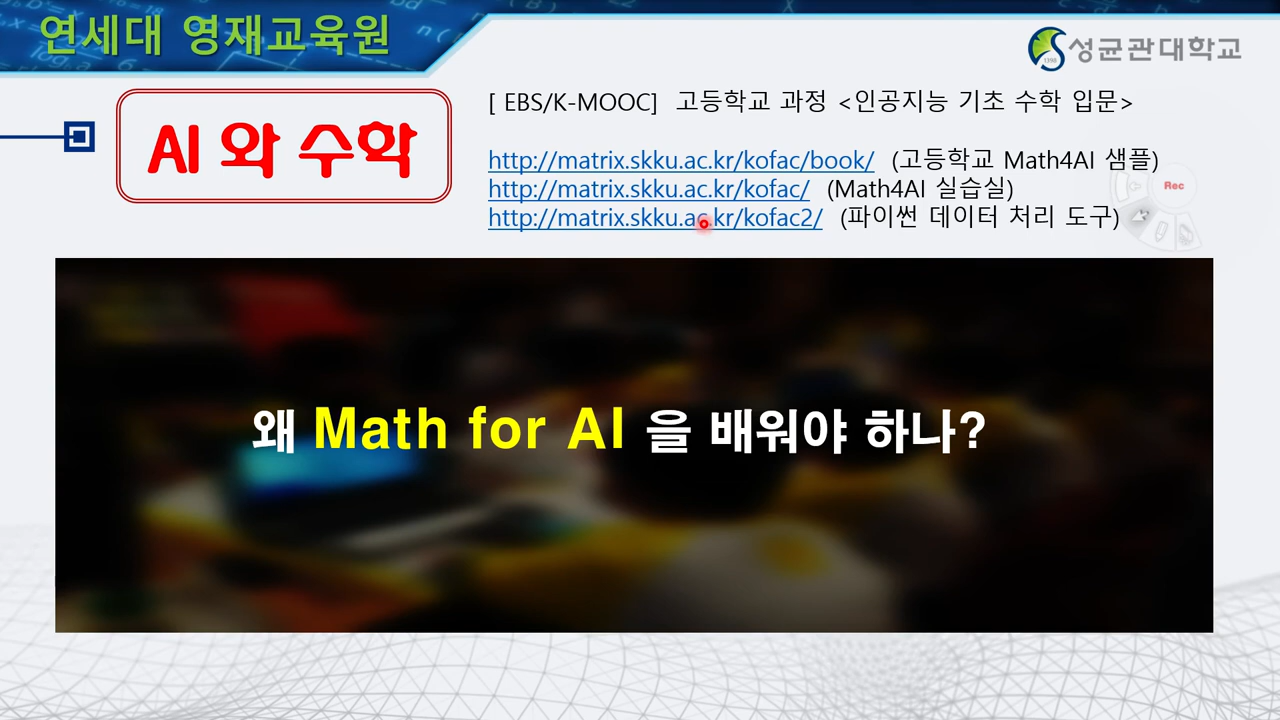 연세대 영재교육원
성균관대학교
1398
AI 와 수학
[ EBS/K-MOOC] 고등학교 과정 <인공지능 기초 수학 입문>
http://matrix.skku.ac.kr/kofac/book/ (고등학교 Math4AI 샘플)
http://matrix.skku.ac.kr/kofac/ (Math4AI 실습실)
http://matrix.skku.ac.kr/kofac2/ (파이썬 데이터 처리 도구)
Rec
왜 Math for AI 을 배워야 하나?